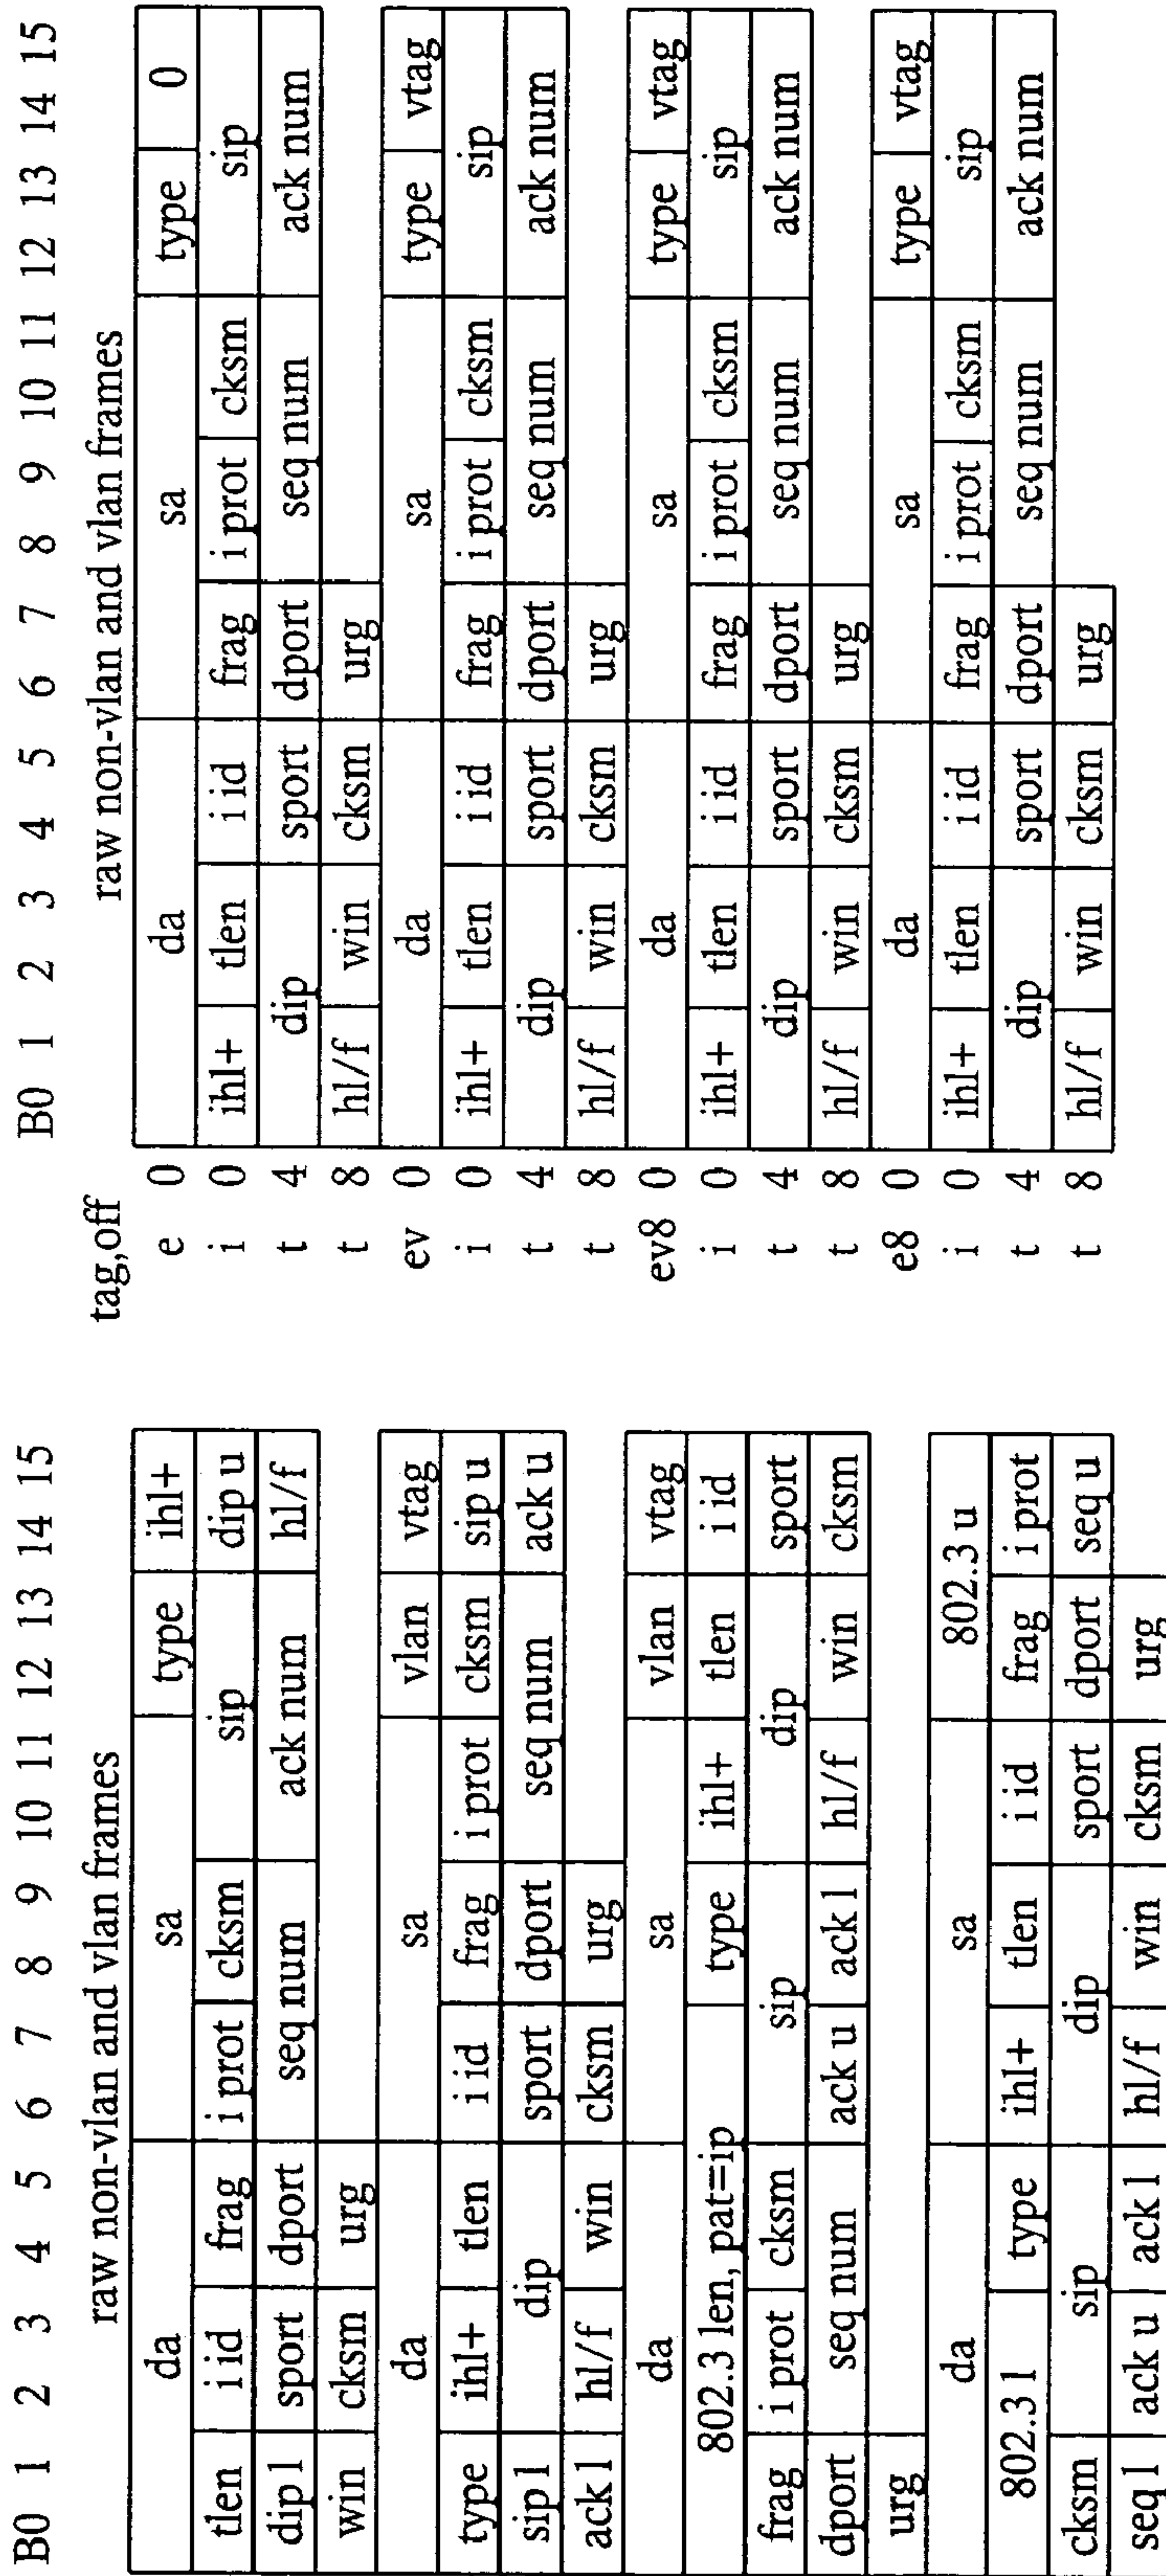 B0 1 2 3 4 5 6 7 8 9 10 11 12 13 14 15
raw non-vlan and vlan frames
da sa type ihl+
tlen i id frag i prot cksm sip dip u
dip l sport dport seq num ack num hl/f
win cksm urg
da sa vlan vtag
type ihl+ tlen i id frag i prot cksm sip u
sip l dip sport dport seq num ack u
ack l hl/f win cksm urg
da sa vlan vtag
802.3 len, pat=ip type ihl+ tlen i id
frag i prot cksm sip dip sport
dport seq num ack u ack l hl/f win cksm
urg
da sa 802.3 u
802.3 l type ihl+ tlen i id frag i prot
cksm sip dip sport dport seq u
seq l ack u ack l hl/f win cksm urg
B0 1 2 3 4 5 6 7 8 9 10 11 12 13 14 15
tag,off raw non-vlan and vlan frames
e 0 da sa type 0
i 0 ihl+ tlen i id frag i prot cksm sip
t 4 dip sport dport seq num ack num
t 8 hl/f win cksm urg
ev 0 da sa type vtag
i 0 ihl+ tlen i id frag i prot cksm sip
t 4 dip sport dport seq num ack num
t 8 hl/f win cksm urg
ev8 0 da sa type vtag
i 0 ihl+ tlen i id frag i prot cksm sip
t 4 dip sport dport seq num ack num
t 8 hl/f win cksm urg
e8 0 da sa type vtag
i 0 ihl+ tlen i id frag i prot cksm sip
t 4 dip sport dport seq num ack num
t 8 hl/f win cksm urg